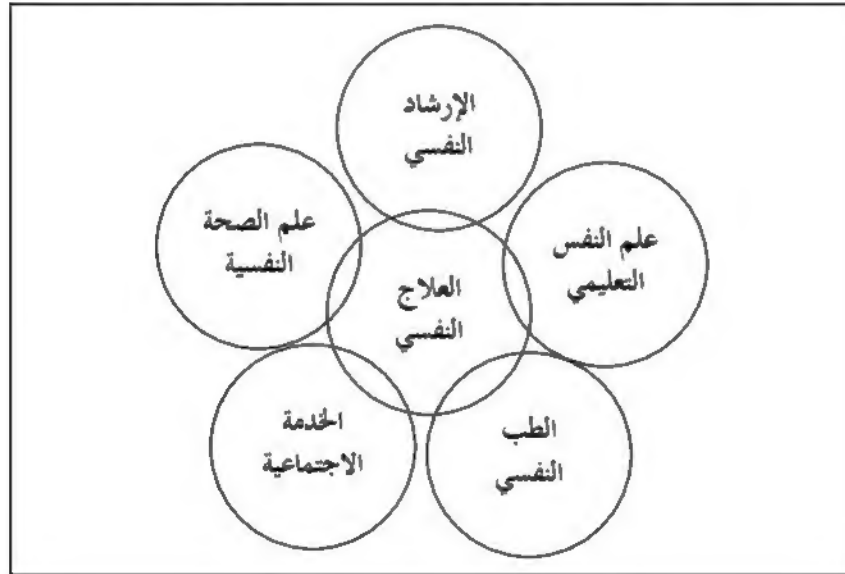 الإرشاد
النفسي
علم النفس
التعليمي
علم الصحة
النفسية
العلاج
النفسي
الطب
النفسي
الخدمة
الاجتماعية